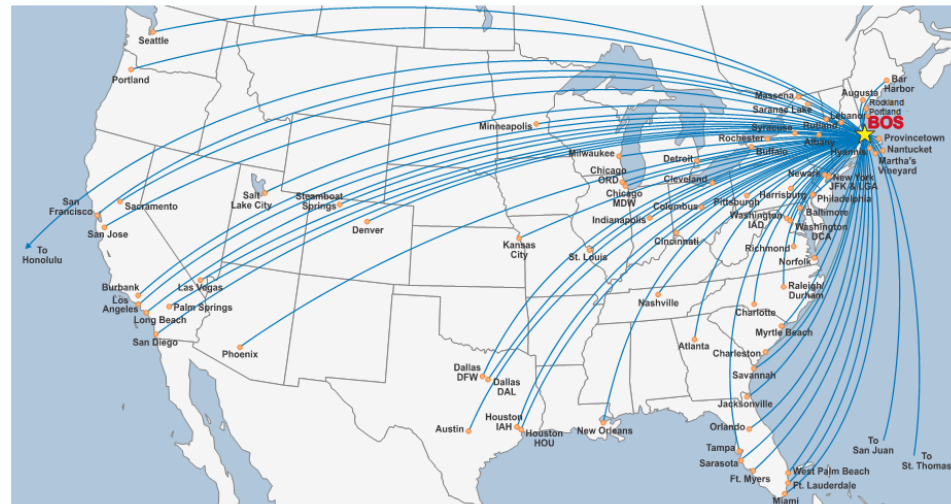 Seattle
Portland
Bar
Harbor
Augusta
Rockland
Portland
Massena
Saranac Lake
Lebanon
Rutland
BOS
Minneapolis
Syracuse
Rochester
Albany
Buffalo
Provincetown
Nantucket
Hyannis
Martha's
Vineyard
Milwaukee
Detroit
Chicago
ORD
Chicago
MDW
Cleveland
Newark
New York
JFK & LGA
Harrisburg
Philadelphia
Pittsburgh
Salt
Lake City
Steamboat
Springs
Sacramento
San
Francisco
San Jose
Denver
Columbus
Indianapolis
Washington
IAD
Baltimore
Washington
DCA
To
Honolulu
Kansas
City
St. Louis
Cincinnati
Richmond
Norfolk
Burbank
Los
Angeles
Las Vegas
Palm Springs
Long Beach
San Diego
Phoenix
Nashville
Raleigh/
Durham
Charlotte
Myrtle Beach
Atlanta
Charleston
Savannah
Dallas
DFW
Dallas
DAL
Jacksonville
Austin
Houston
IAH
Houston
HOU
New Orleans
Orlando
Tampa
Sarasota
Ft. Myers
West Palm Beach
Ft. Lauderdale
Miami
To
San Juan
To
St. Thomas